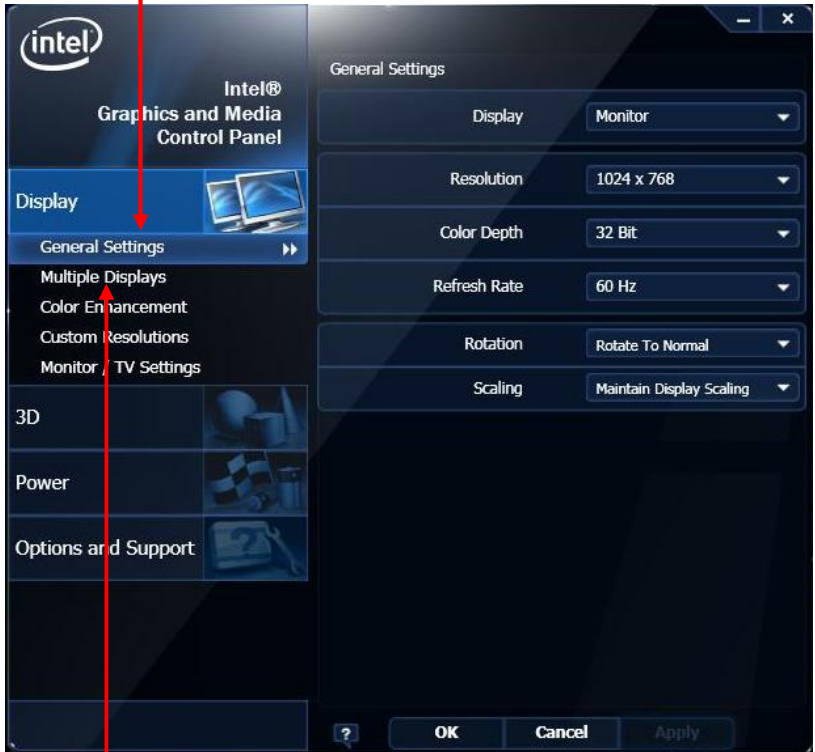 intel
Intel®
Graphics and Media
Control Panel
Display
General Settings
Multiple Displays
Color Enhancement
Custom Resolutions
Monitor / TV Settings
3D
Power
Options and Support
General Settings
Display Monitor
Resolution 1024 x 768
Color Depth 32 Bit
Refresh Rate 60 Hz
Rotation Rotate To Normal
Scaling Maintain Display Scaling
? OK Cancel Apply